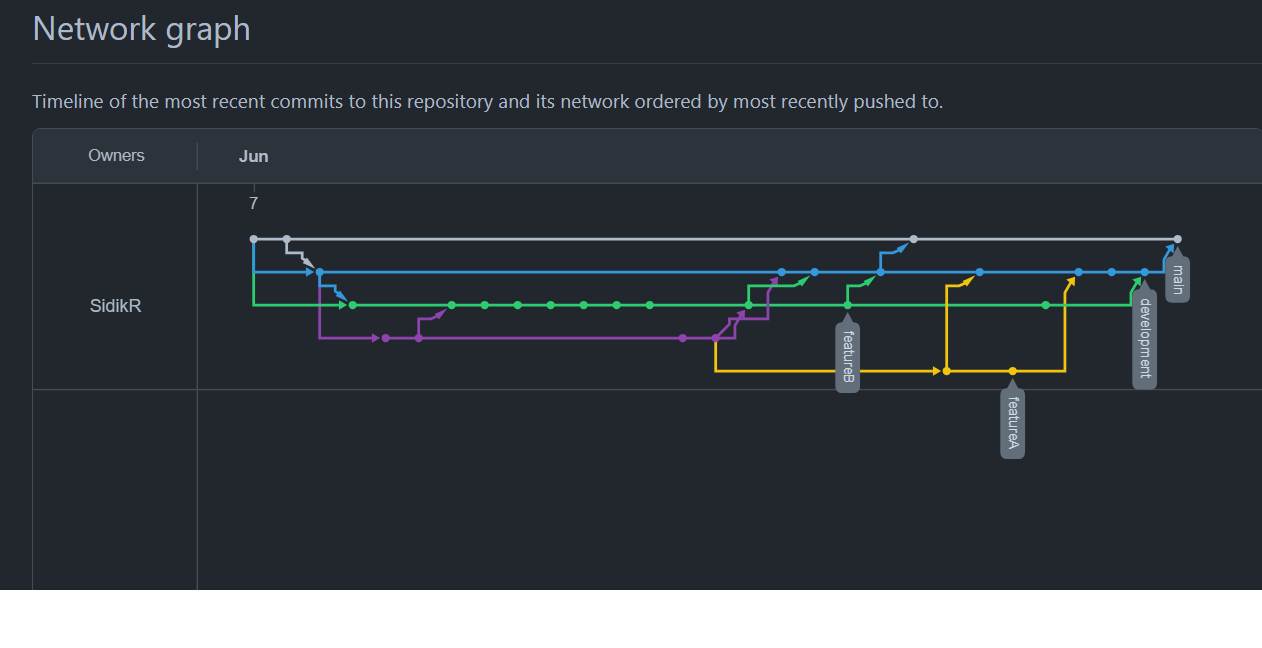 Network graph
Timeline of the most recent commits to this repository and its network ordered by most recently pushed to.
Owners
Jun
7
SidikR
main
development
featureB
featureA